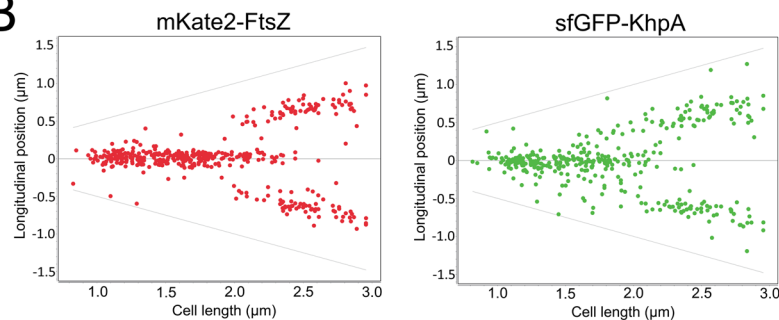 B
mKate2-FtsZ
sfGFP-KhpA
Longitudinal position (µm)
1.5
1.0
0.5
0
-0.5
-1.0
-1.5
1.0 1.5 2.0 2.5 3.0
Cell length (µm)
Longitudinal position (µm)
1.5
1.0
0.5
0
-0.5
-1.0
-1.5
1.0 1.5 2.0 2.5 3.0
Cell length (µm)